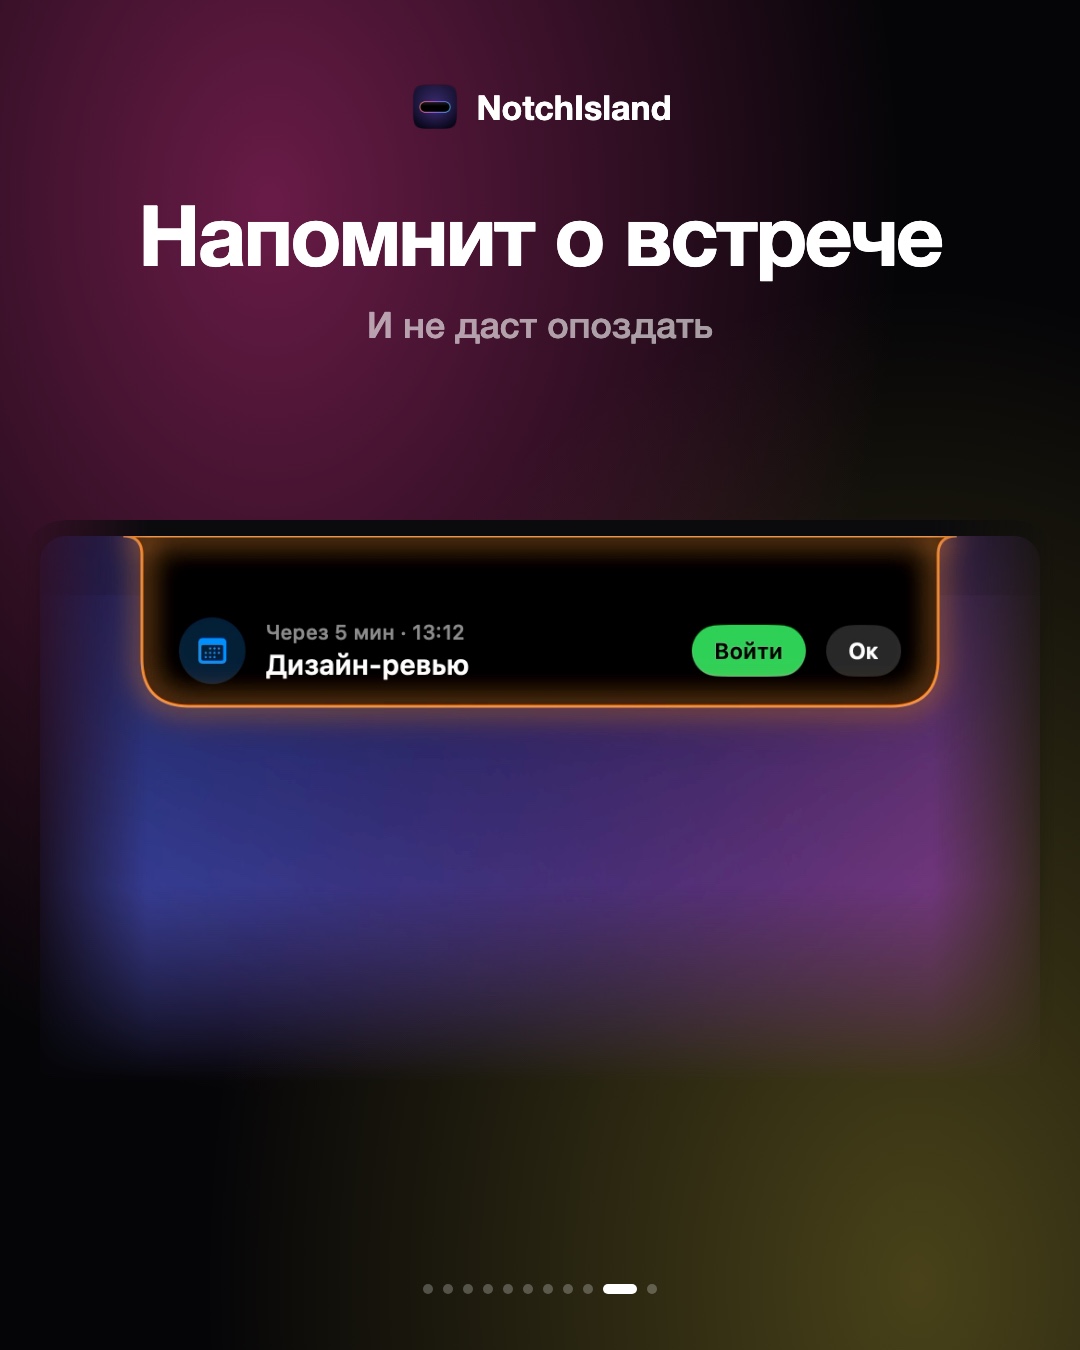 NotchIsland
Напомнит о встрече
И не даст опоздать
Через 5 мин · 13:12
Дизайн-ревью
Войти
Ок